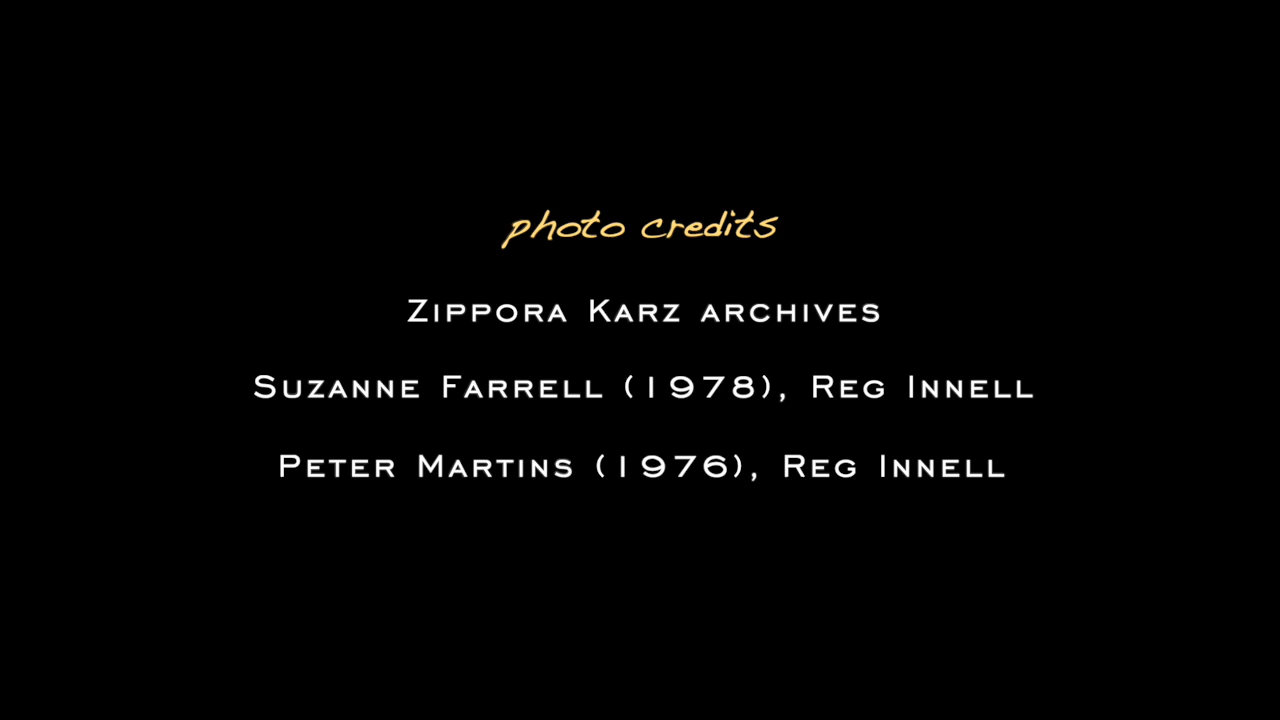 photo credits
Zippora Karz archives
Suzanne Farrell (1978), Reg Innell
Peter Martins (1976), Reg Innell